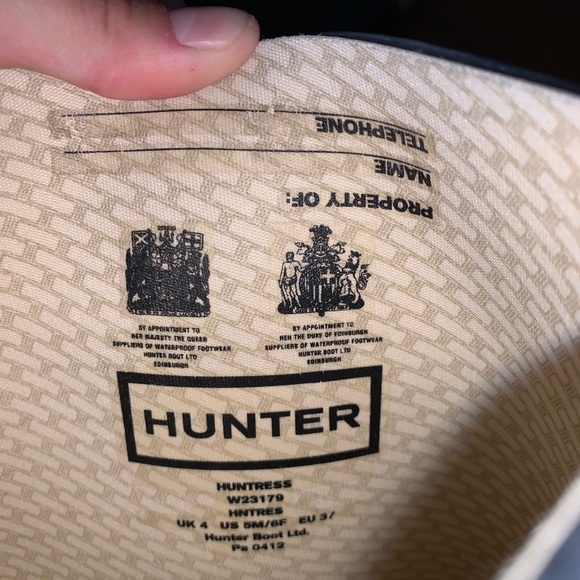 TELEPHONE
NAME
PROPERTY OF:
BY APPOINTMENT TO
HER MAJESTY THE QUEEN
SUPPLIERS OF WATERPROOF FOOTWEAR
HUNTER BOOT LTD
EDINBURGH
BY APPOINTMENT TO
HRH THE DUKE OF EDINBURGH
SUPPLIERS OF WATERPROOF FOOTWEAR
HUNTER BOOT LTD
EDINBURGH
HUNTER
HUNTRESS
W23179
HNTRES
UK 4 US 5M/6F EU 3/
Hunter Boot Ltd.
Ps 0412